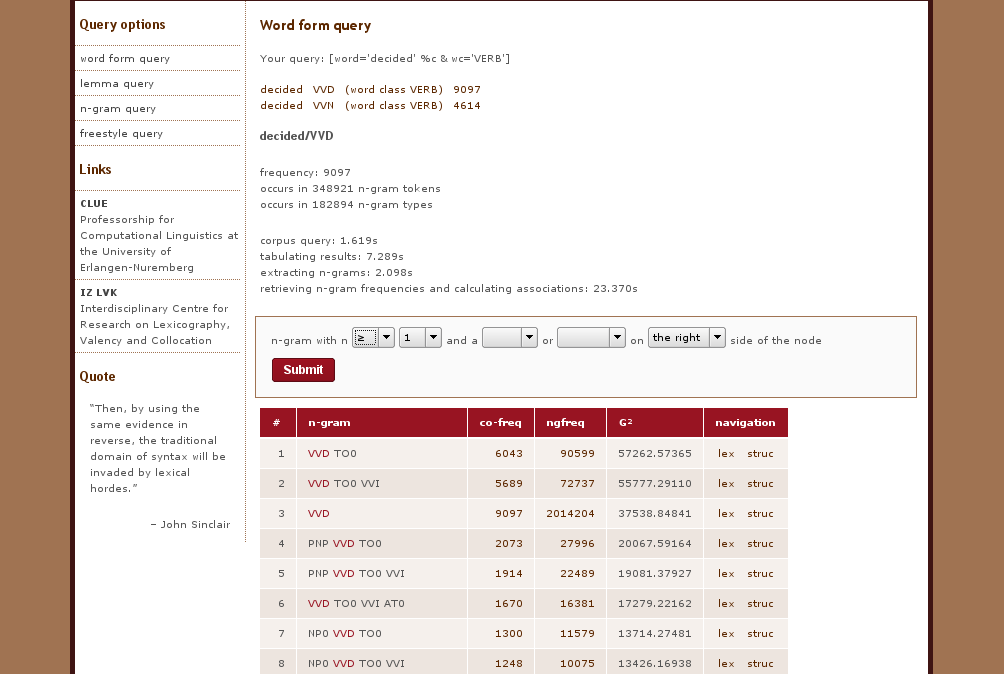 Query options
word form query
lemma query
n-gram query
freestyle query
Links
CLUE
Professorship for
Computational Linguistics at
the University of
Erlangen-Nuremberg
IZ LVK
Interdisciplinary Centre for
Research on Lexicography,
Valency and Collocation
Quote
"Then, by using the
same evidence in
reverse, the traditional
domain of syntax will be
invaded by lexical
hordes."
– John Sinclair
Word form query
Your query: [word='decided' %c & wc='VERB']
decided VVD (word class VERB) 9097
decided VVN (word class VERB) 4614
decided/VVD
frequency: 9097
occurs in 348921 n-gram tokens
occurs in 182894 n-gram types
corpus query: 1.619s
tabulating results: 7.289s
extracting n-grams: 2.098s
retrieving n-gram frequencies and calculating associations: 23.370s
n-gram with n ≥ 1 and a or on the right side of the node
Submit
# n-gram co-freq ngfreq G² navigation
1 VVD TO0 6043 90599 57262.57365 lex struc
2 VVD TO0 VVI 5689 72737 55777.29110 lex struc
3 VVD 9097 2014204 37538.84841 lex struc
4 PNP VVD TO0 2073 27996 20067.59164 lex struc
5 PNP VVD TO0 VVI 1914 22489 19081.37927 lex struc
6 VVD TO0 VVI AT0 1670 16381 17279.22162 lex struc
7 NP0 VVD TO0 1300 11579 13714.27481 lex struc
8 NP0 VVD TO0 VVI 1248 10075 13426.16938 lex struc